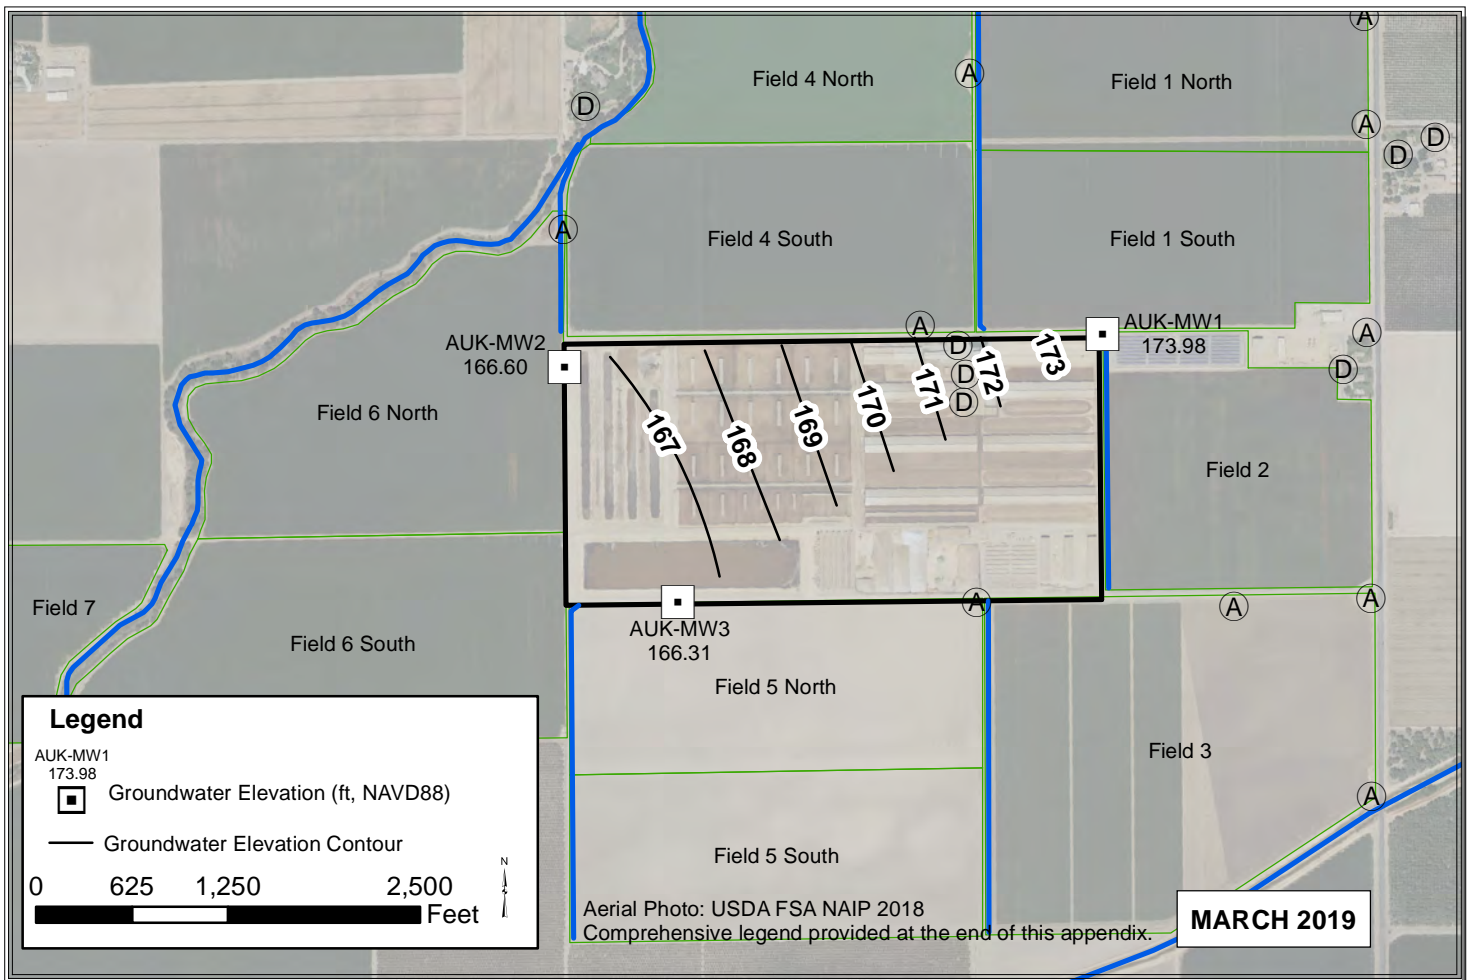 A
Field 4 North
A
Field 1 North
D
A
D
D
A
Field 4 South
Field 1 South
A
AUK-MW1
173.98
A
D
172
173
AUK-MW2
166.60
D
D
D
171
170
169
168
167
Field 6 North
Field 2
Field 7
A
A
A
AUK-MW3
166.31
Field 6 South
Field 5 North
Field 3
A
Legend
AUK-MW1
173.98
Groundwater Elevation (ft, NAVD88)
Groundwater Elevation Contour
0 625 1,250 2,500
Feet
N
Field 5 South
Aerial Photo: USDA FSA NAIP 2018
Comprehensive legend provided at the end of this appendix.
MARCH 2019